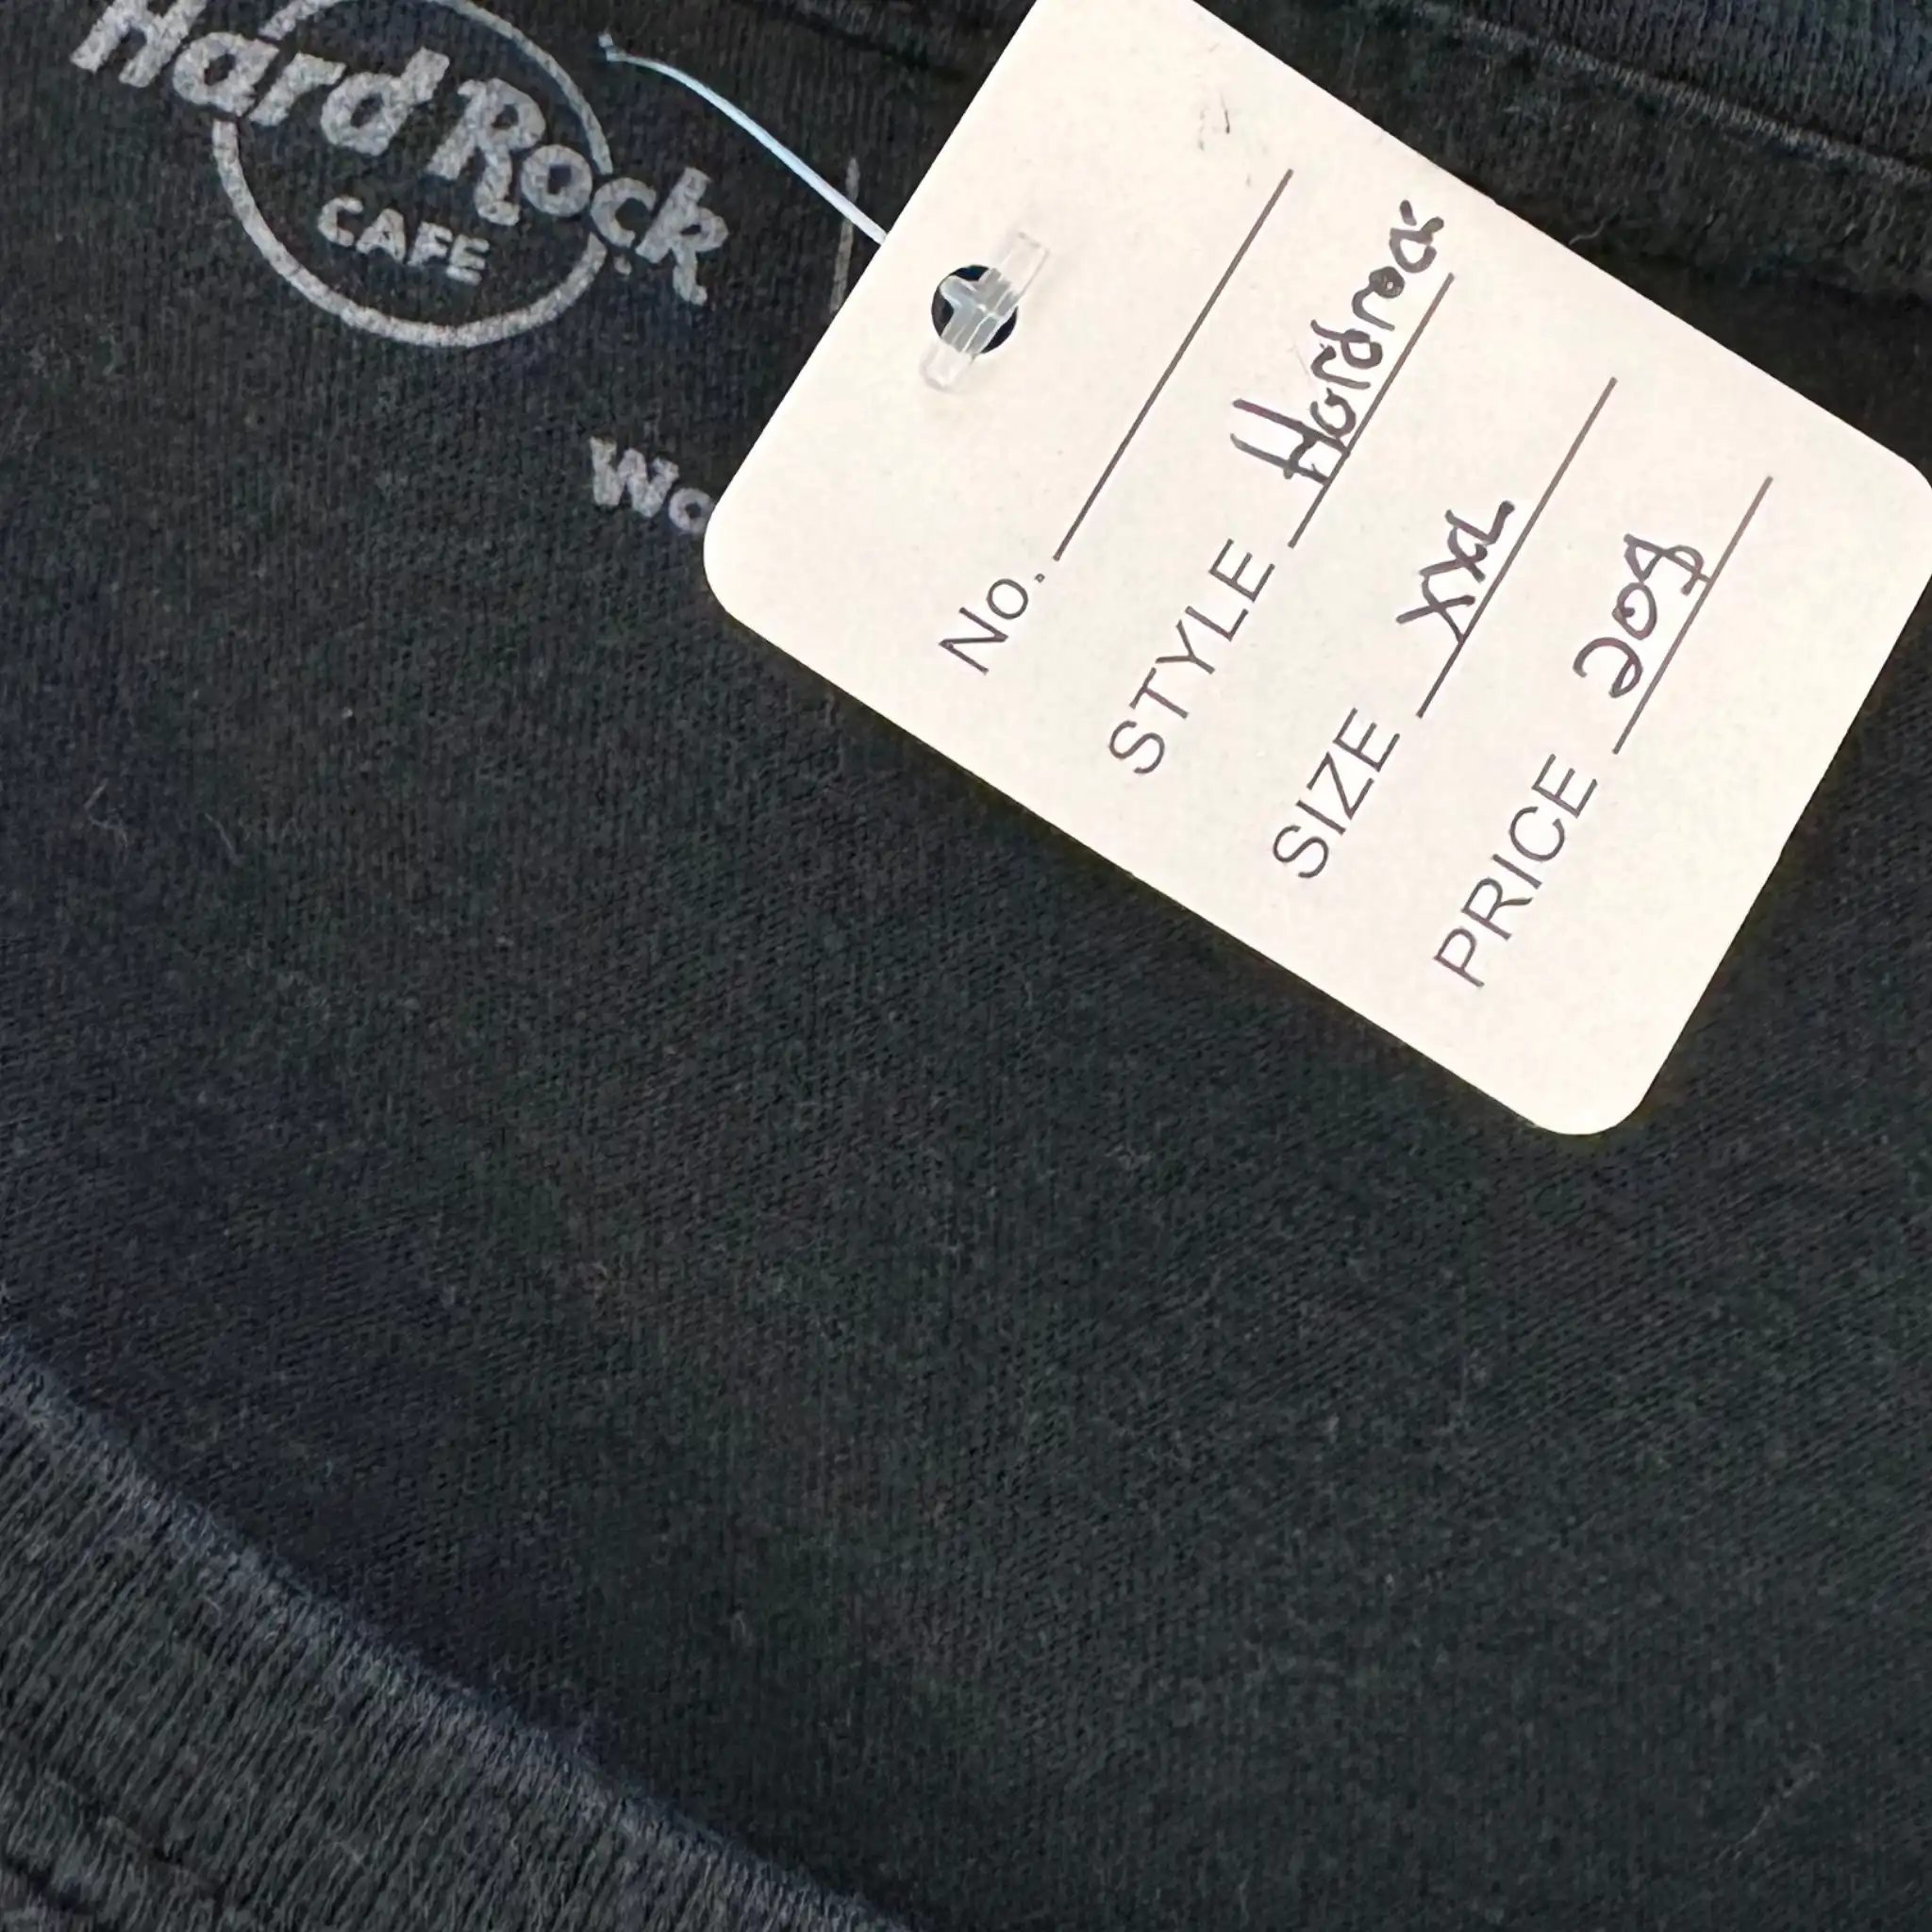 Hard Rock
CAFE
Wo
No.
STYLE Hardrock
SIZE XXL
PRICE 20$